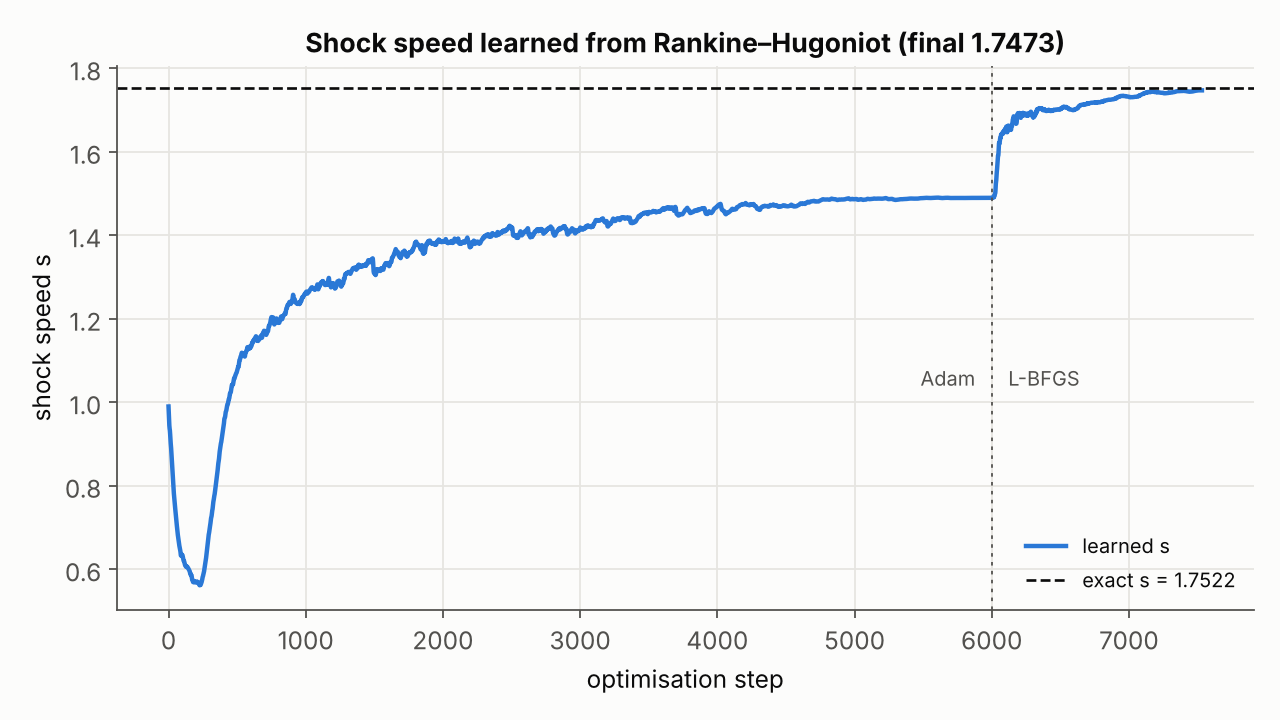 Shock speed learned from Rankine–Hugoniot (final 1.7473)
shock speed s
1.8
1.6
1.4
1.2
1.0
0.8
0.6
Adam
L-BFGS
learned s
exact s = 1.7522
0 1000 2000 3000 4000 5000 6000 7000
optimisation step